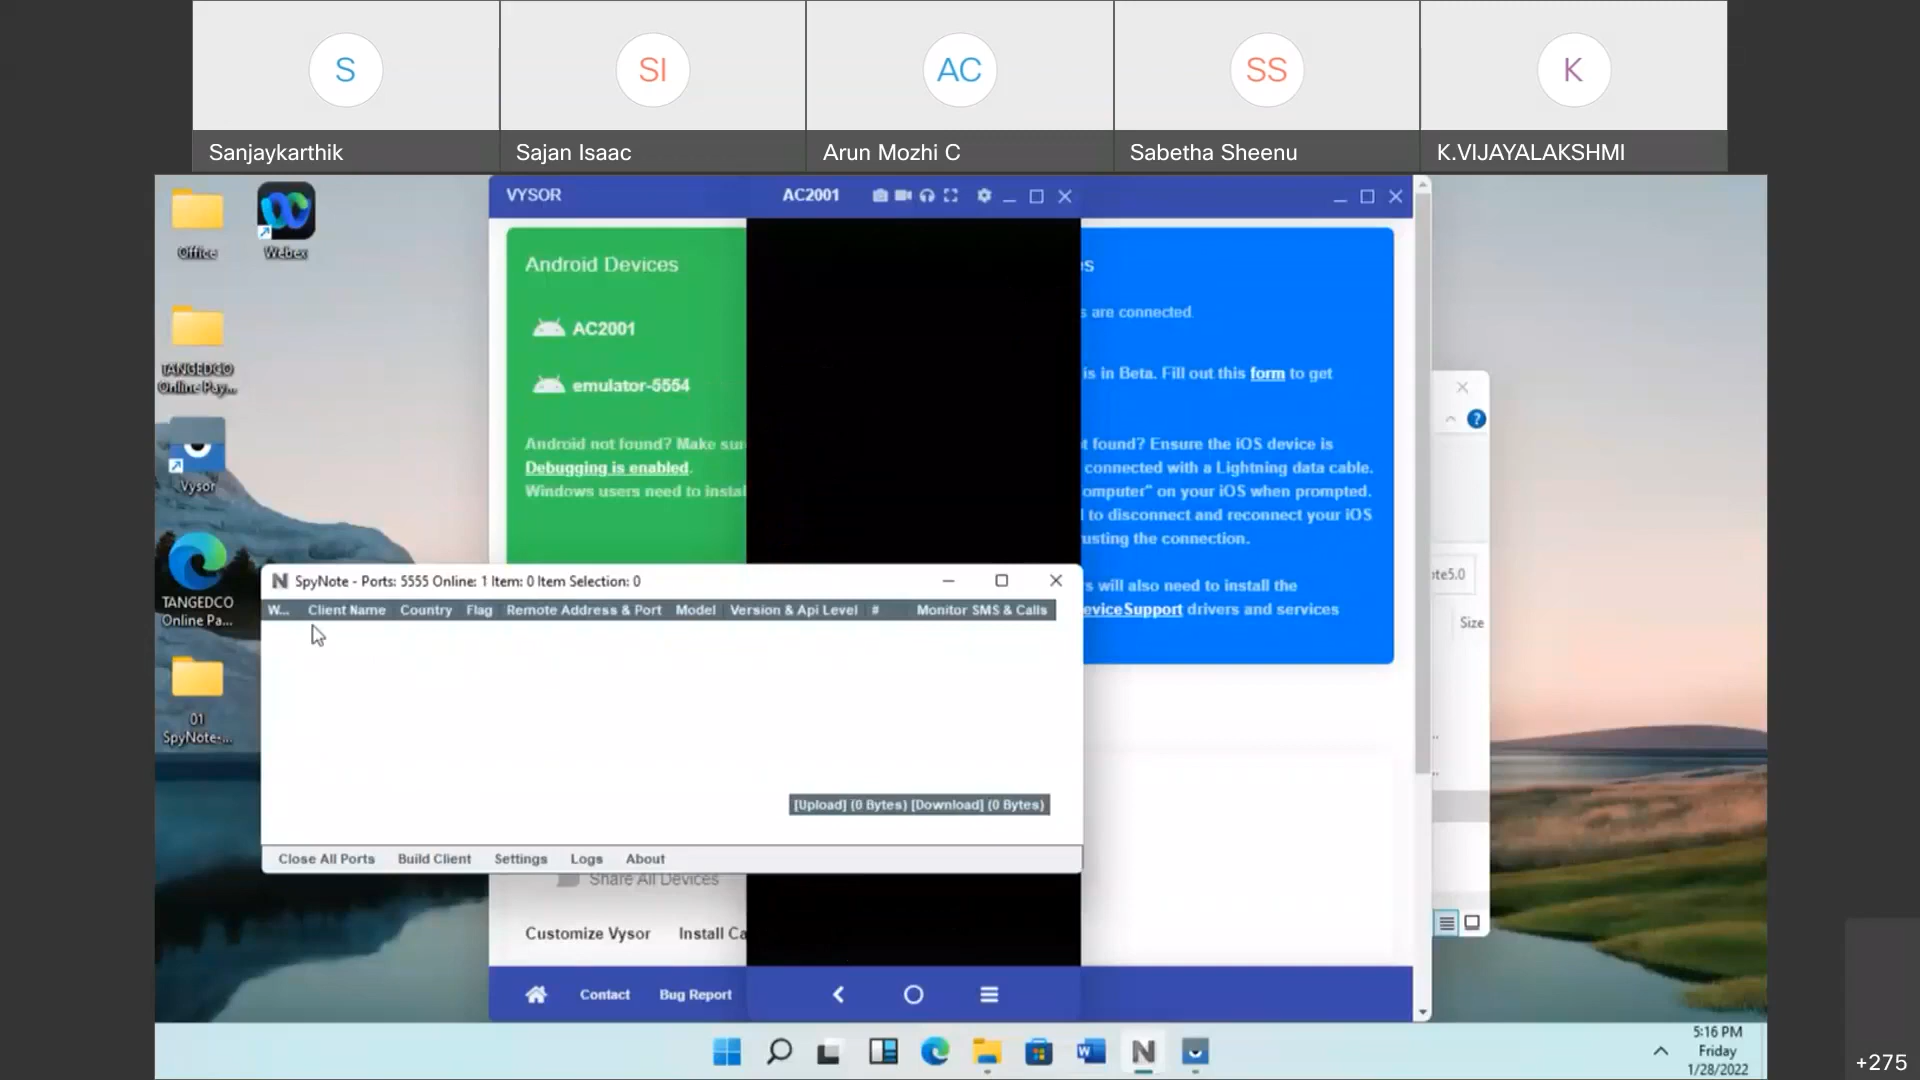 S
SI
AC
SS
K
Sanjaykarthik
Sajan Isaac
Arun Mozhi C
Sabetha Sheenu
K.VIJAYALAKSHMI
Office
Webex
TANGEDCO
Online Pay...
Vysor
TANGEDCO
Online Pa...
01
SpyNote-...
VYSOR
AC2001
Android Devices
AC2001
emulator-5554
Android not found? Make sur
Debugging is enabled.
Windows users need to instal
s
s are connected.
is in Beta. Fill out this form to get
t found? Ensure the iOS device is
connected with a Lightning data cable.
omputer" on your iOS when prompted.
l to disconnect and reconnect your iOS
usting the connection.
s will also need to install the
eviceSupport drivers and services
ote5.0
Size
SpyNote - Ports: 5555 Online: 1 Item: 0 Item Selection: 0
W... Client Name Country Flag Remote Address & Port Model Version & Api Level # Monitor SMS & Calls
[Upload] (0 Bytes) [Download] (0 Bytes)
Close All Ports Build Client Settings Logs About
Share All Devices
Customize Vysor Install Ca
Contact Bug Report
5:16 PM
Friday
1/28/2022
+275